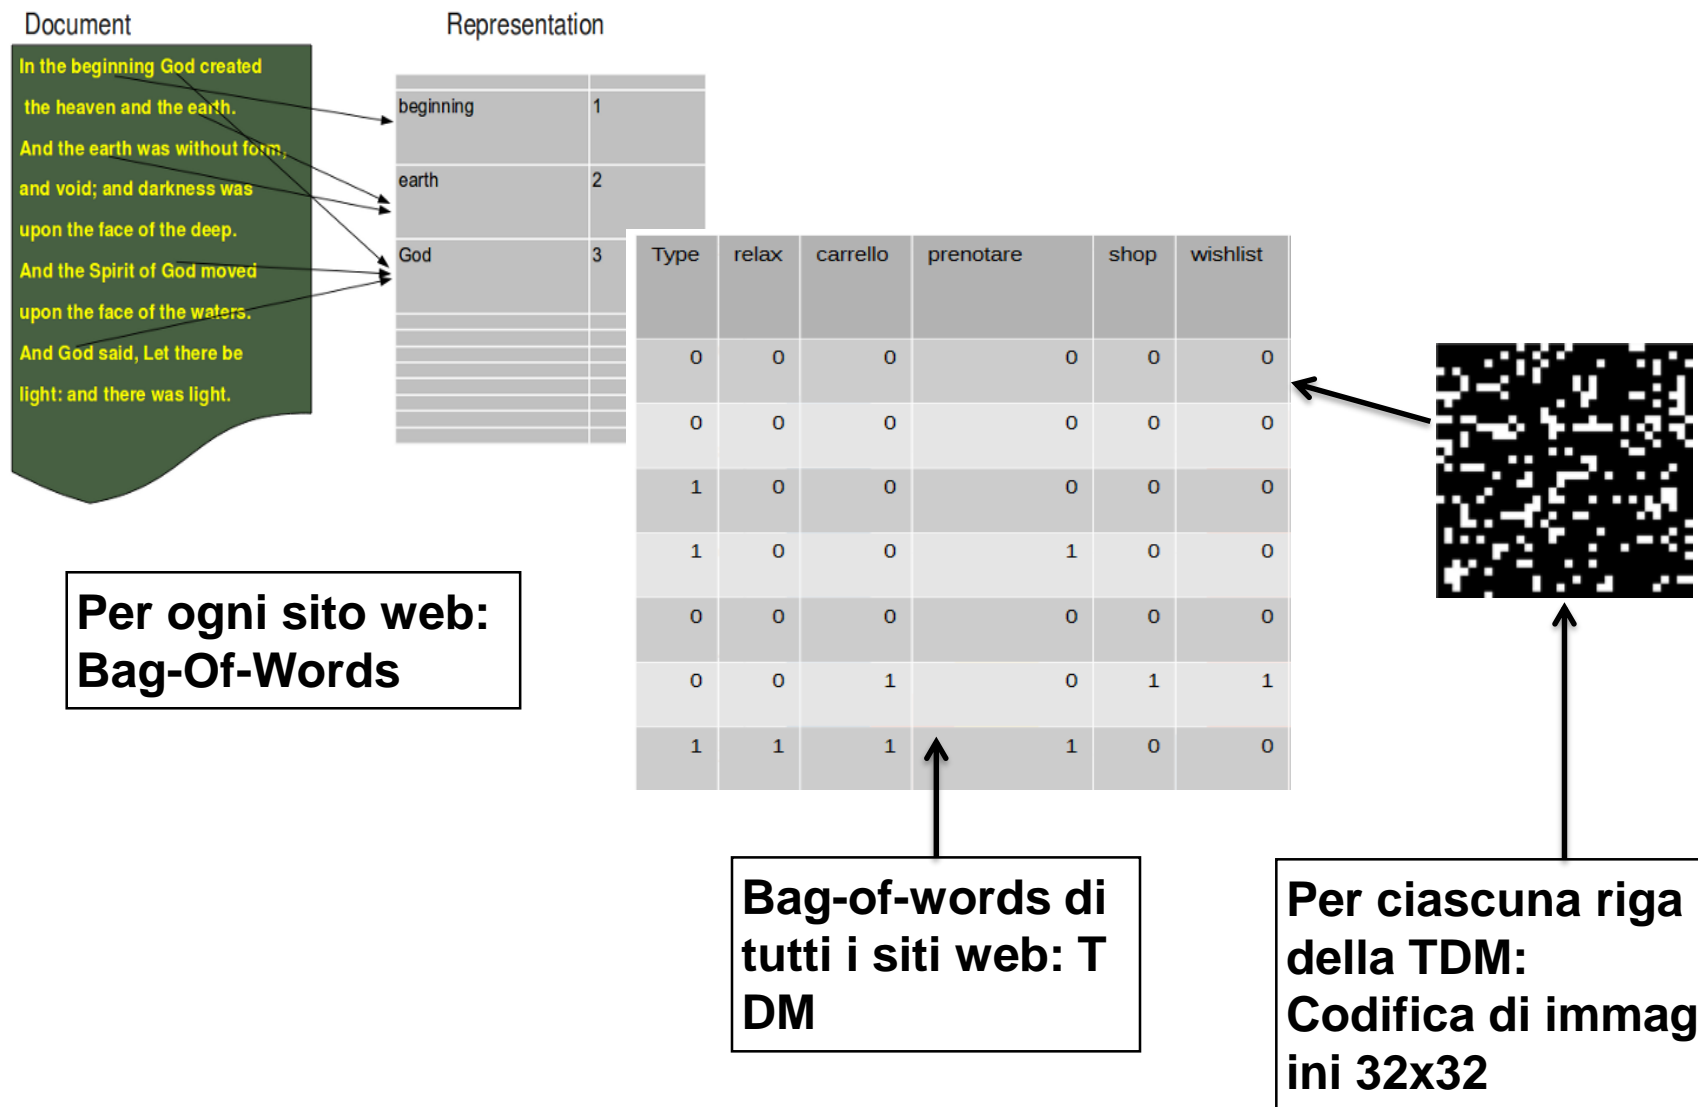 Document
Representation
In the beginning God created
the heaven and the earth.
And the earth was without form,
and void; and darkness was
upon the face of the deep.
And the Spirit of God moved
upon the face of the waters.
And God said, Let there be
light: and there was light.
beginning 1
earth 2
God 3
Type relax carrello prenotare shop wishlist
0 0 0 0 0 0
0 0 0 0 0 0
1 0 0 0 0 0
1 0 0 1 0 0
0 0 0 0 0 0
0 0 1 0 1 1
1 1 1 1 0 0
Per ogni sito web:
Bag-Of-Words
Bag-of-words di
tutti i siti web: T
DM
Per ciascuna riga
della TDM:
Codifica di immag
ini 32x32